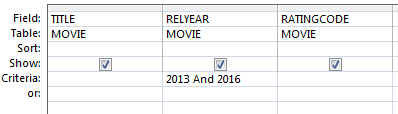 Field: TITLE RELYEAR RATINGCODE
Table: MOVIE MOVIE MOVIE
Sort:
Show:
Criteria: 2013 And 2016
or: